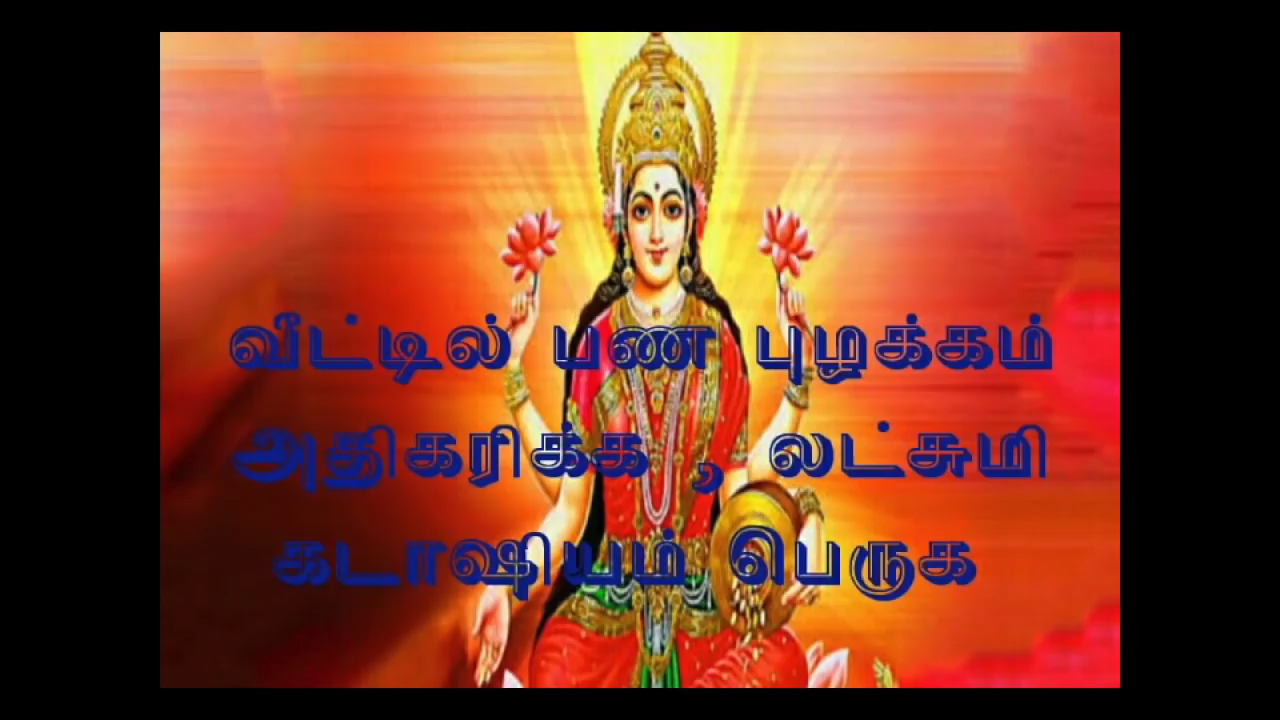 வீட்டில் பண புழக்கம்
அதிகரிக்க , லட்சுமி
கடாஷியம் பெருக